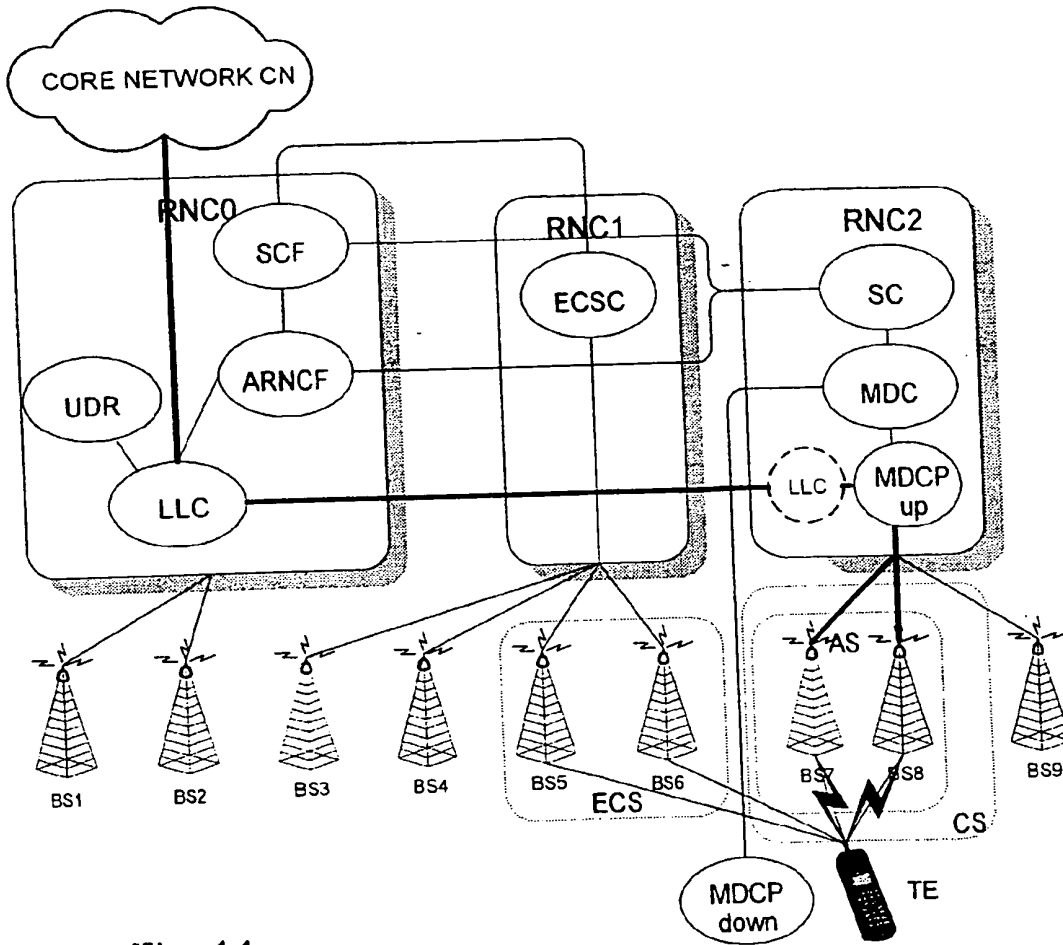 CORE NETWORK CN
RNC0
RNC1
RNC2
SCF
ECSC
SC
UDR
ARNCF
MDC
LLC
LLC
MDCP
up
AS
BS1
BS2
BS3
BS4
BS5
BS6
BS7
BS8
BS9
ECS
CS
MDCP
down
TE